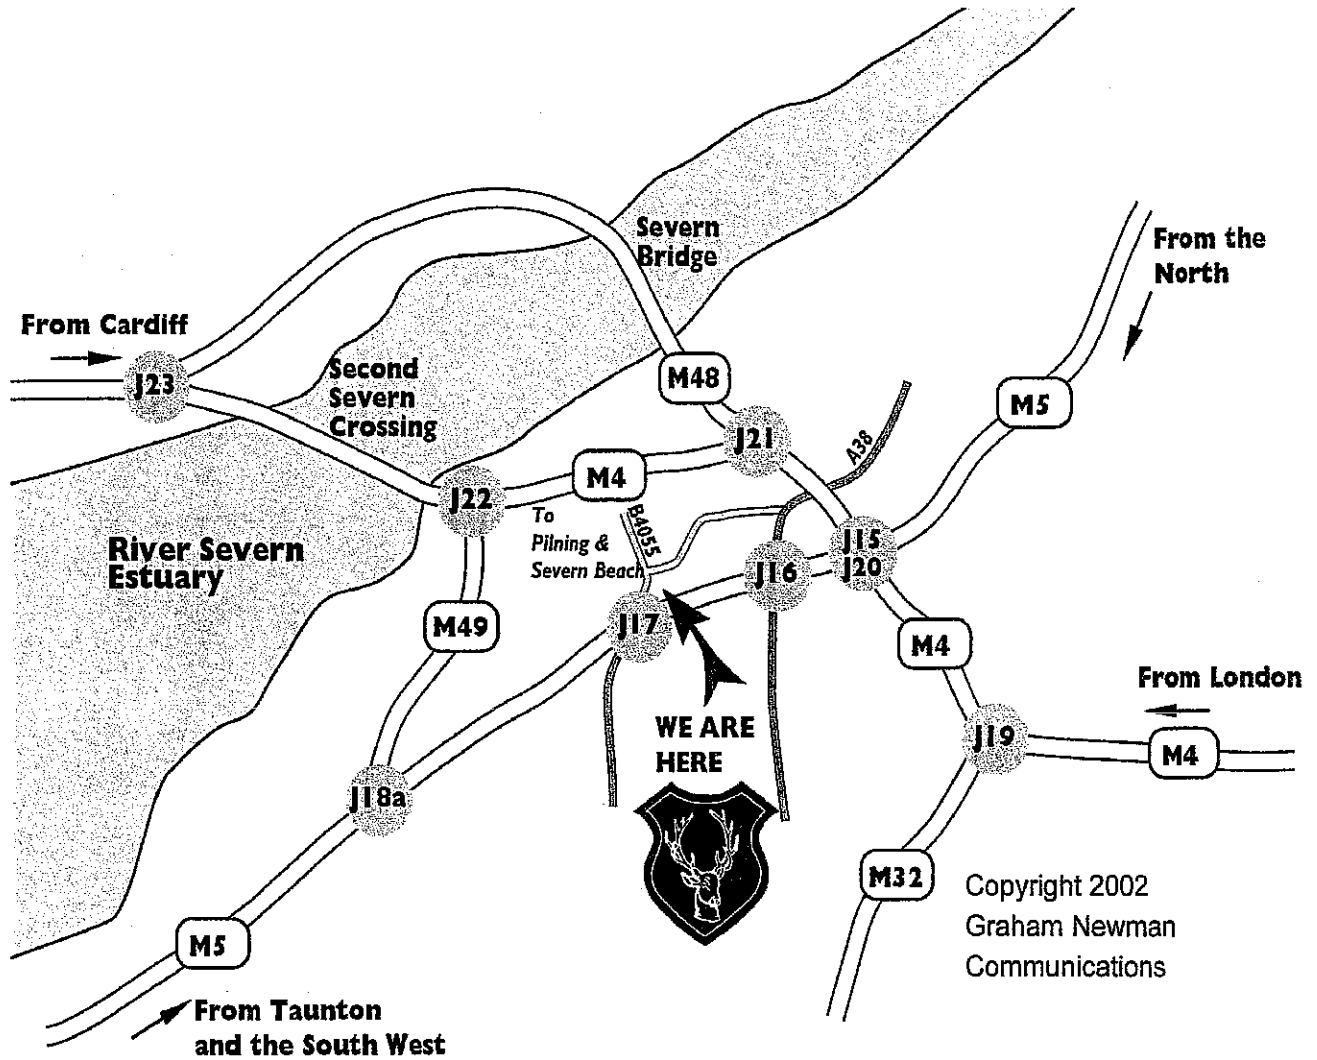 Severn
Bridge
From the
North
From Cardiff
J23
Second
Severn
Crossing
M48
M5
J21
A38
M4
J22
To
Pilning &
Severn Beach
B4055
River Severn
Estuary
J15
J20
J16
M49
J17
M4
From London
WE ARE
HERE
J19
M4
J18a
M32
Copyright 2002
Graham Newman
Communications
M5
From Taunton
and the South West